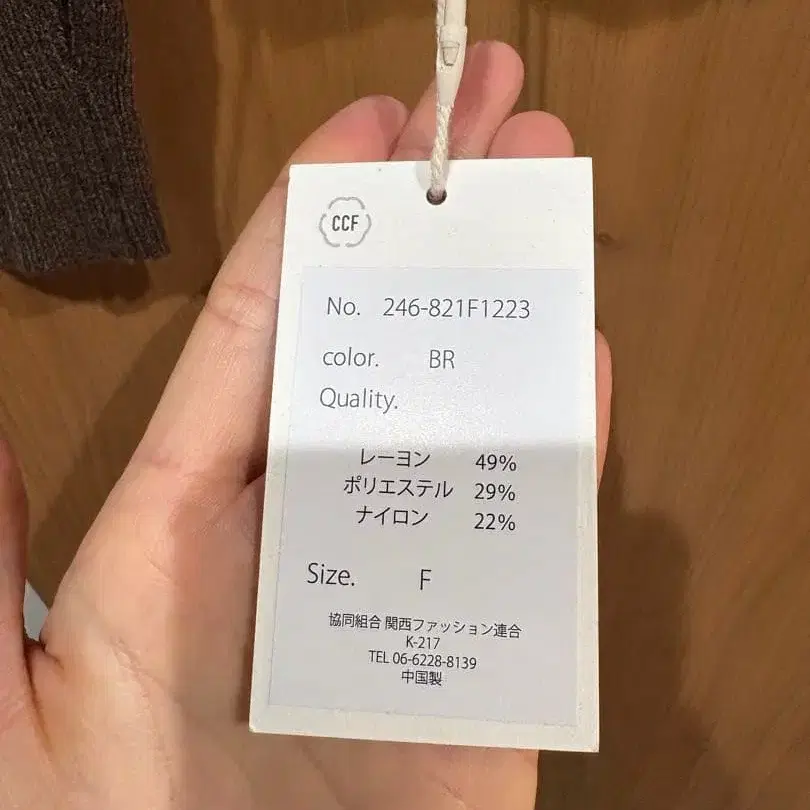 CCF
No. 246-821F1223
color. BR
Quality.
レーヨン 49%
ポリエステル 29%
ナイロン 22%
Size. F
協同組合 関西ファッション連合
K-217
TEL 06-6228-8139
中国製